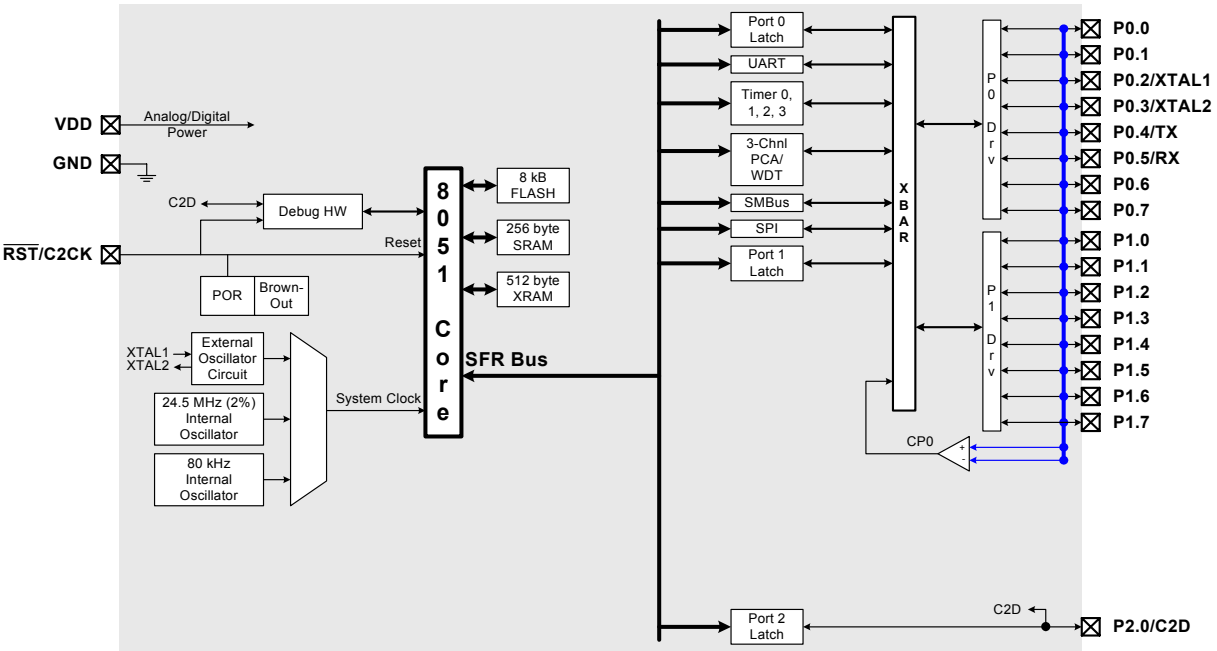 VDD
Analog/Digital
Power
GND
C2D
Debug HW
RST/C2CK
Reset
POR
Brown-
Out
XTAL1
XTAL2
External
Oscillator
Circuit
24.5 MHz (2%)
Internal
Oscillator
80 kHz
Internal
Oscillator
System Clock
8
0
5
1
C
o
r
e
8 kB
FLASH
256 byte
SRAM
512 byte
XRAM
SFR Bus
Port 0
Latch
UART
Timer 0,
1, 2, 3
3-Chnl
PCA/
WDT
SMBus
SPI
Port 1
Latch
X
B
A
R
CP0
+
-
P
0
D
r
v
P
1
D
r
v
P0.0
P0.1
P0.2/XTAL1
P0.3/XTAL2
P0.4/TX
P0.5/RX
P0.6
P0.7
P1.0
P1.1
P1.2
P1.3
P1.4
P1.5
P1.6
P1.7
Port 2
Latch
C2D
P2.0/C2D